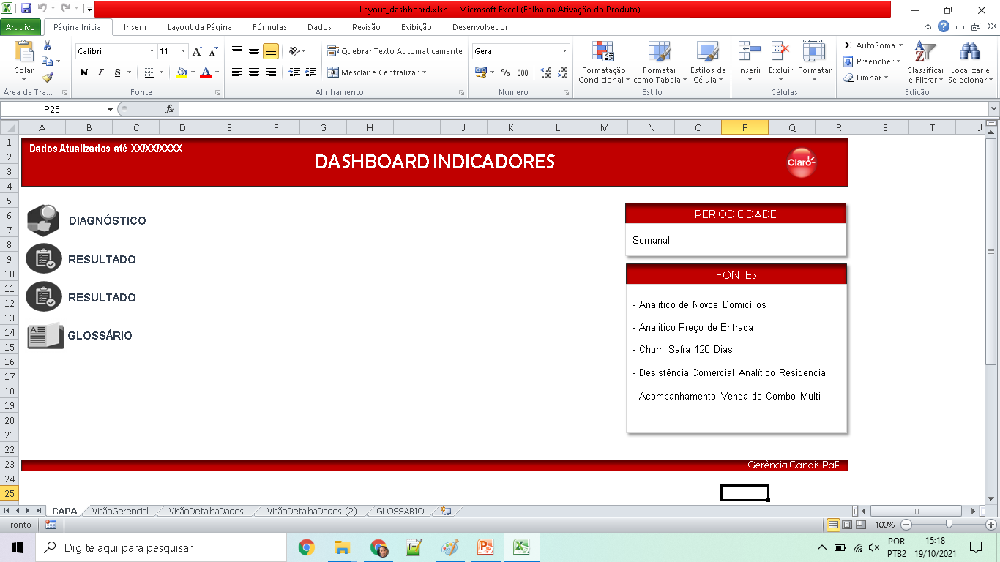 Layout_dashboard.xlsb - Microsoft Excel (Falha na Ativação do Produto)
Arquivo Página Inicial Inserir Layout da Página Fórmulas Dados Revisão Exibição Desenvolvedor
Colar
Calibri 11
N I S
Quebrar Texto Automaticamente
Mesclar e Centralizar
Geral
% 000
Formatação Condicional
Formatar como Tabela
Estilos de Célula
Inserir Excluir Formatar
Σ AutoSoma
Preencher
Limpar
Classificar e Filtrar
Localizar e Selecionar
Área de Tra... Fonte Alinhamento Número Estilo Células Edição
P25 fx
A B C D E F G H I J K L M N O P Q R S T U
1
2
3
4
5
6
7
8
9
10
11
12
13
14
15
16
17
18
19
20
21
22
23
24
25
Dados Atualizados até XX/XX/XXXX
DASHBOARD INDICADORES
Claro
DIAGNÓSTICO
RESULTADO
RESULTADO
GLOSSÁRIO
PERIODICIDADE
Semanal
FONTES
- Analitico de Novos Domicílios
- Analitico Preço de Entrada
- Churn Safra 120 Dias
- Desistência Comercial Analítico Residencial
- Acompanhamento Venda de Combo Multi
Gerência Canais PaP
CAPA VisãoGerencial VisãoDetalhaDados VisãoDetalhaDados (2) GLOSSARIO
Pronto 100%
Digite aqui para pesquisar
POR
PTB2
15:18
19/10/2021